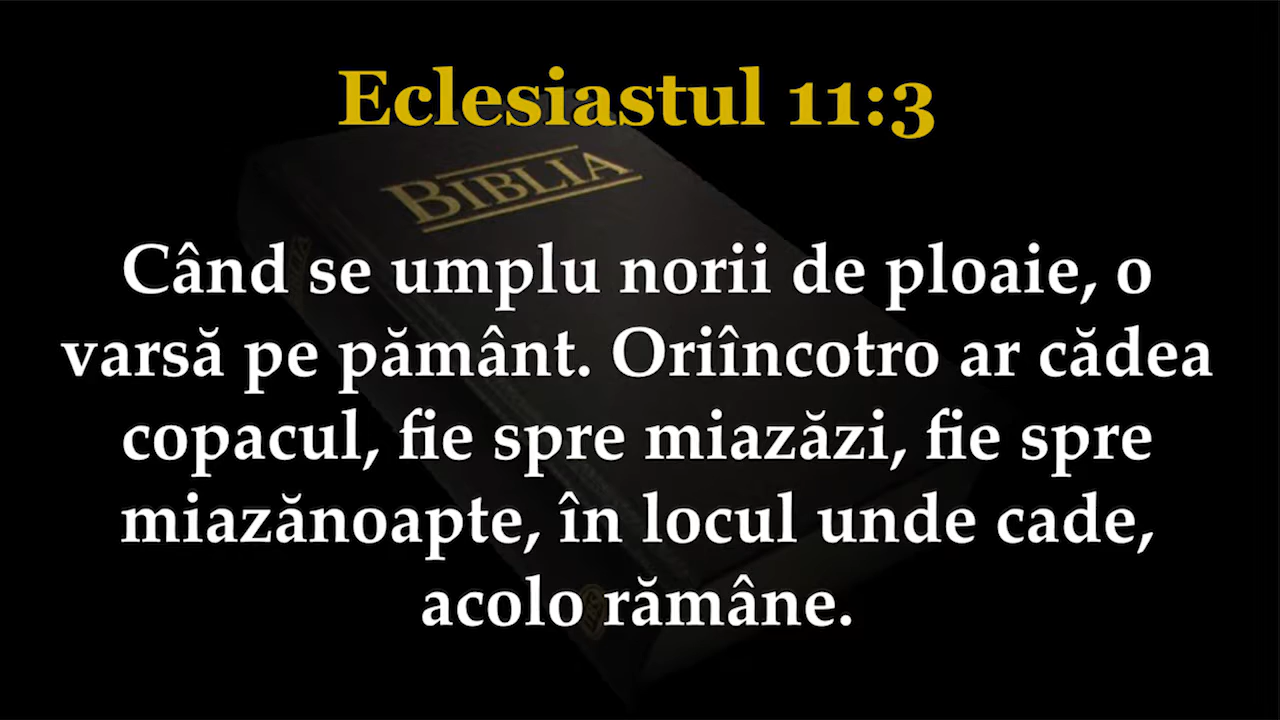 Eclesiastul 11:3
BIBLIA
Când se umplu norii de ploaie, o
varsă pe pământ. Oriîncotro ar cădea
copacul, fie spre miazăzi, fie spre
miazănoapte, în locul unde cade,
acolo rămâne.